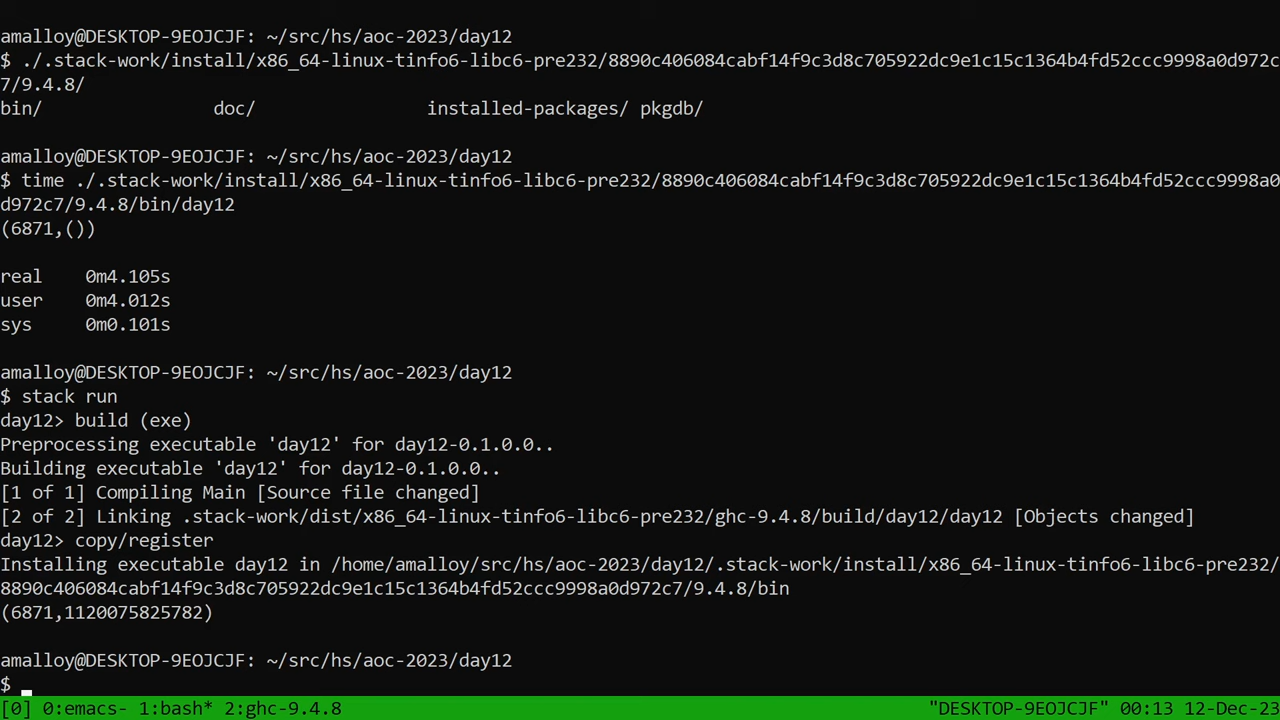 amalloy@DESKTOP-9EOJCJF: ~/src/hs/aoc-2023/day12
$ ./.stack-work/install/x86_64-linux-tinfo6-libc6-pre232/8890c406084cabf14f9c3d8c705922dc9e1c15c1364b4fd52ccc9998a0d972c
7/9.4.8/
bin/                doc/                installed-packages/ pkgdb/
amalloy@DESKTOP-9EOJCJF: ~/src/hs/aoc-2023/day12
$ time ./.stack-work/install/x86_64-linux-tinfo6-libc6-pre232/8890c406084cabf14f9c3d8c705922dc9e1c15c1364b4fd52ccc9998a0
d972c7/9.4.8/bin/day12
(6871,())
real    0m4.105s
user    0m4.012s
sys     0m0.101s
amalloy@DESKTOP-9EOJCJF: ~/src/hs/aoc-2023/day12
$ stack run
day12> build (exe)
Preprocessing executable 'day12' for day12-0.1.0.0..
Building executable 'day12' for day12-0.1.0.0..
[1 of 1] Compiling Main [Source file changed]
[2 of 2] Linking .stack-work/dist/x86_64-linux-tinfo6-libc6-pre232/ghc-9.4.8/build/day12/day12 [Objects changed]
day12> copy/register
Installing executable day12 in /home/amalloy/src/hs/aoc-2023/day12/.stack-work/install/x86_64-linux-tinfo6-libc6-pre232/
8890c406084cabf14f9c3d8c705922dc9e1c15c1364b4fd52ccc9998a0d972c7/9.4.8/bin
(6871,1120075825782)
amalloy@DESKTOP-9EOJCJF: ~/src/hs/aoc-2023/day12
$
[0] 0:emacs- 1:bash* 2:ghc-9.4.8 "DESKTOP-9EOJCJF" 00:13 12-Dec-23